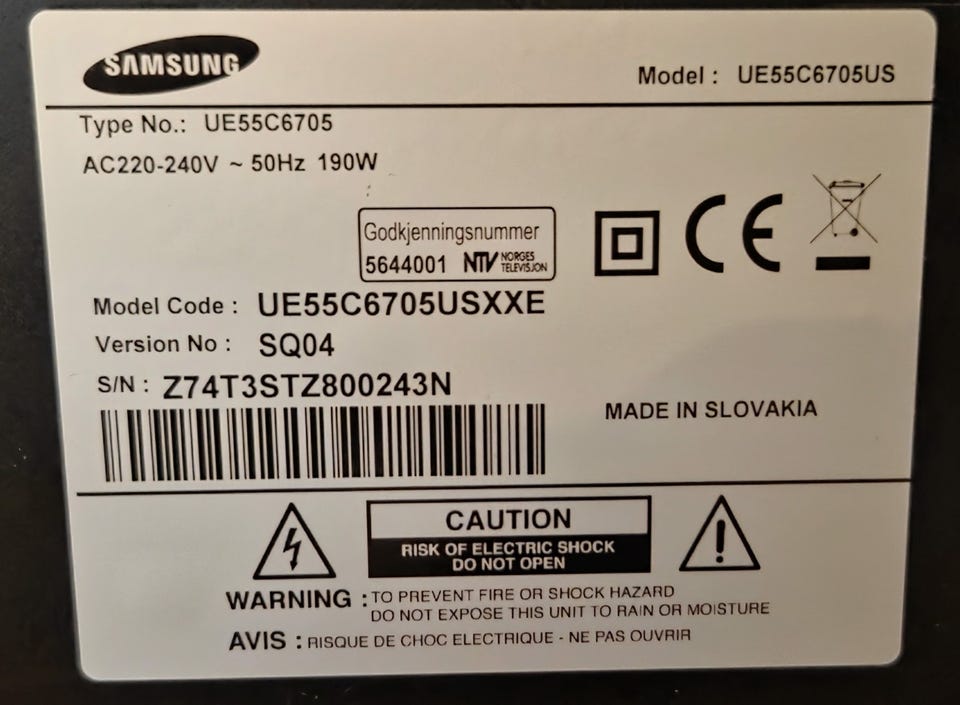 SAMSUNG
Model : UE55C6705US
Type No.: UE55C6705
AC220-240V ~ 50Hz 190W
Godkjenningsnummer
5644001 NTV NORGES TELEVISJON
CE
Model Code : UE55C6705USXXE
Version No : SQ04
S/N : Z74T3STZ800243N
MADE IN SLOVAKIA
CAUTION
RISK OF ELECTRIC SHOCK
DO NOT OPEN
WARNING : TO PREVENT FIRE OR SHOCK HAZARD
DO NOT EXPOSE THIS UNIT TO RAIN OR MOISTURE
AVIS : RISQUE DE CHOC ELECTRIQUE - NE PAS OUVRIR